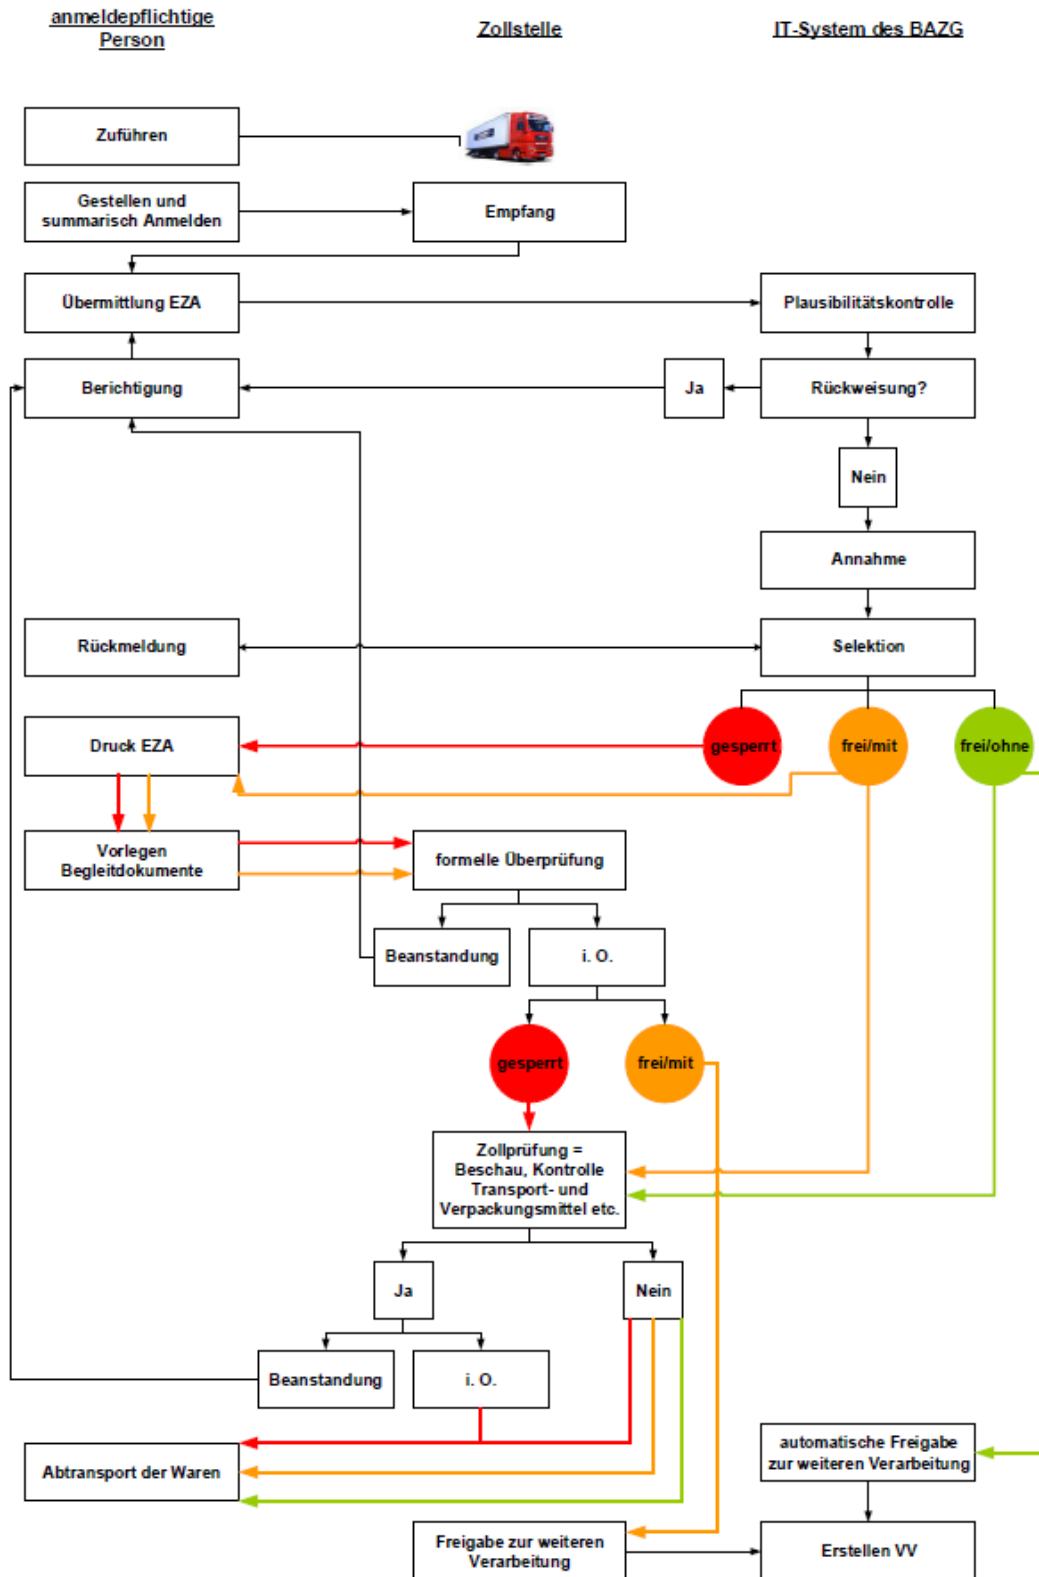 anmeldepflichtige
Person
Zollstelle
IT-System des BAZG
Zuführen
Gestellen und
summarisch Anmelden
Empfang
Übermittlung EZA
Plausibilitätskontrolle
Berichtigung
Ja
Rückweisung?
Nein
Annahme
Rückmeldung
Selektion
Druck EZA
gesperrt
frei/mit
frei/ohne
Vorlegen
Begleitdokumente
formelle Überprüfung
Beanstandung
i. O.
gesperrt
frei/mit
Zollprüfung =
Beschau, Kontrolle
Transport- und
Verpackungsmittel etc.
Ja
Nein
Beanstandung
i. O.
Abtransport der Waren
automatische Freigabe
zur weiteren Verarbeitung
Freigabe zur weiteren
Verarbeitung
Erstellen VV